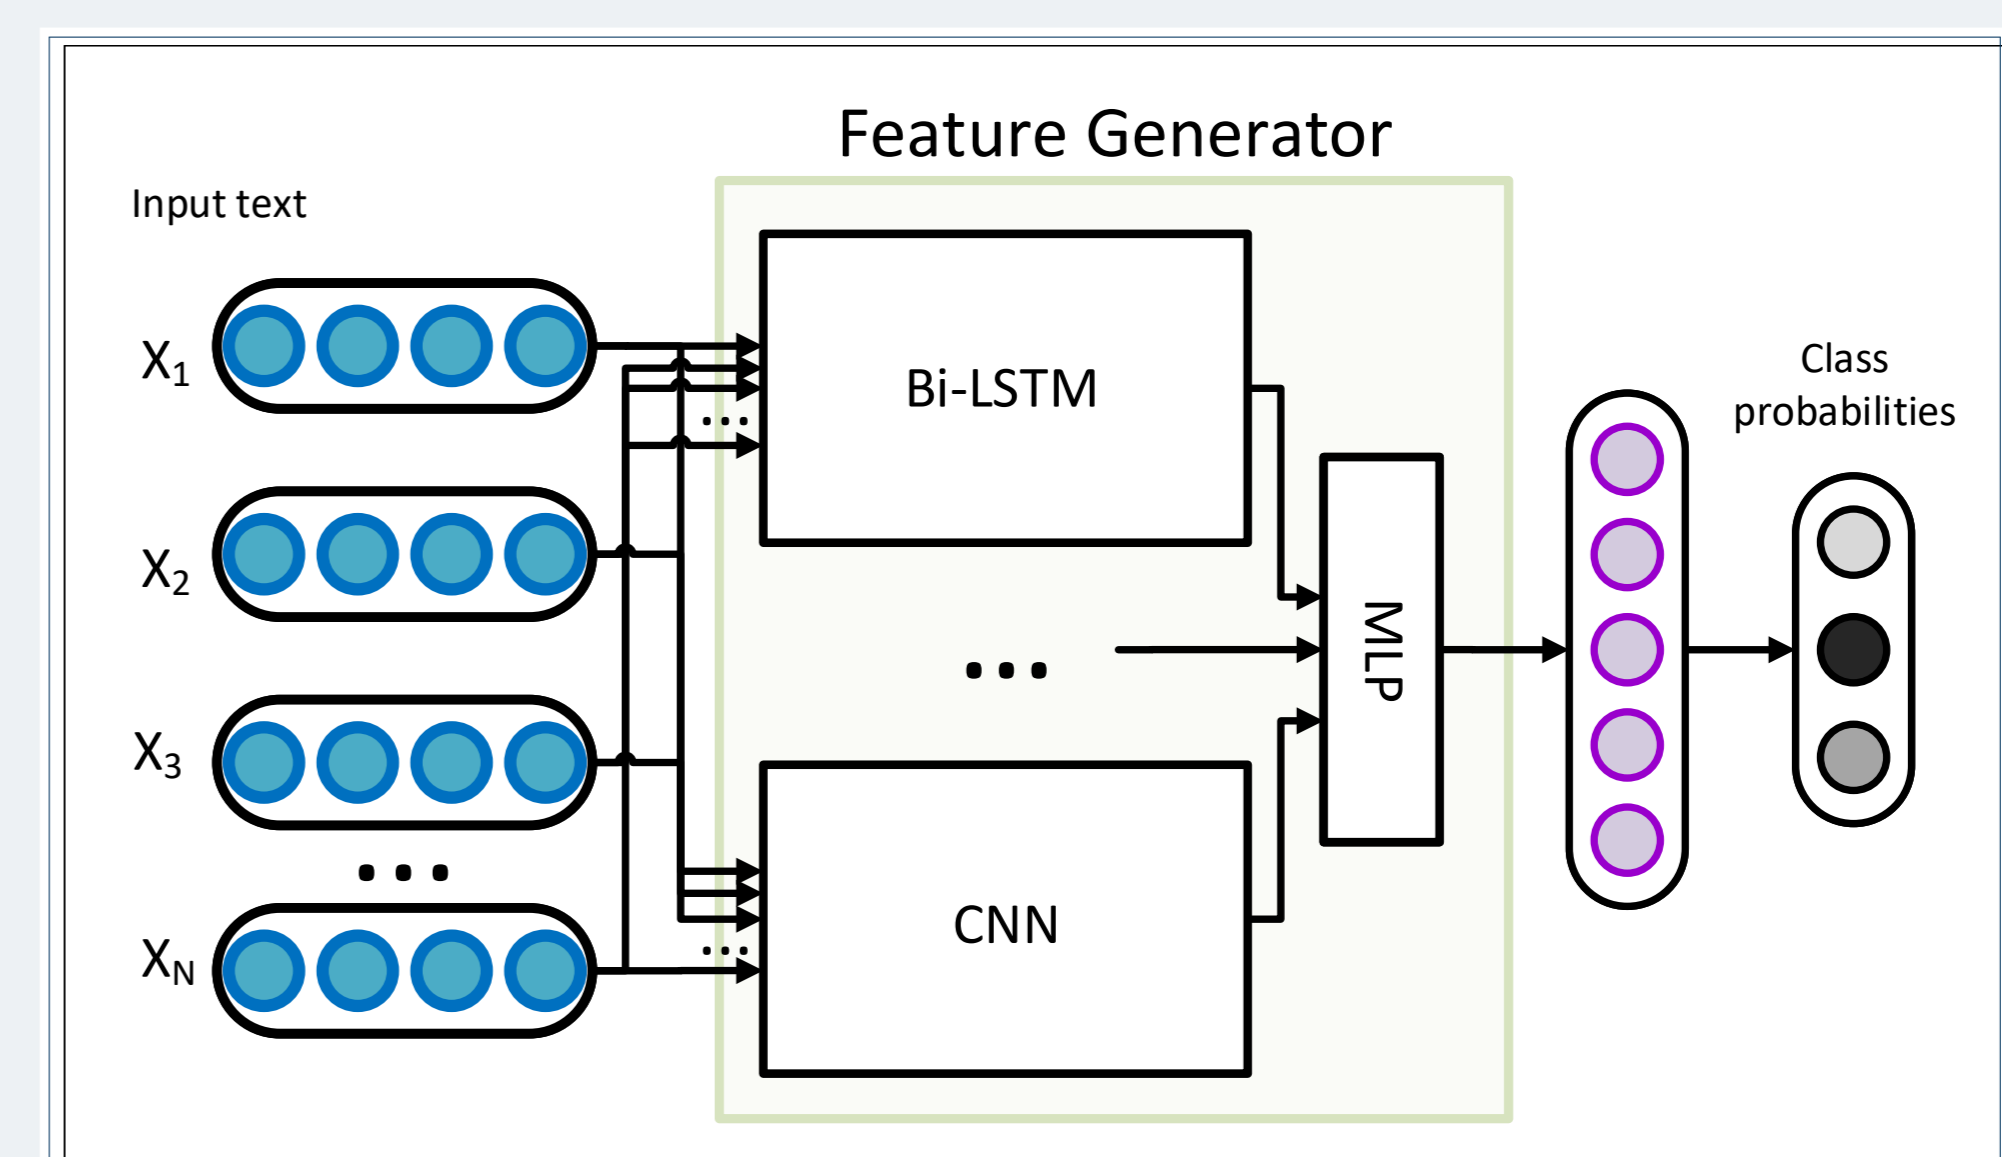 Feature Generator
Input text
X1
X2
X3
...
XN
Bi-LSTM
...
...
CNN
...
MLP
Class
probabilities